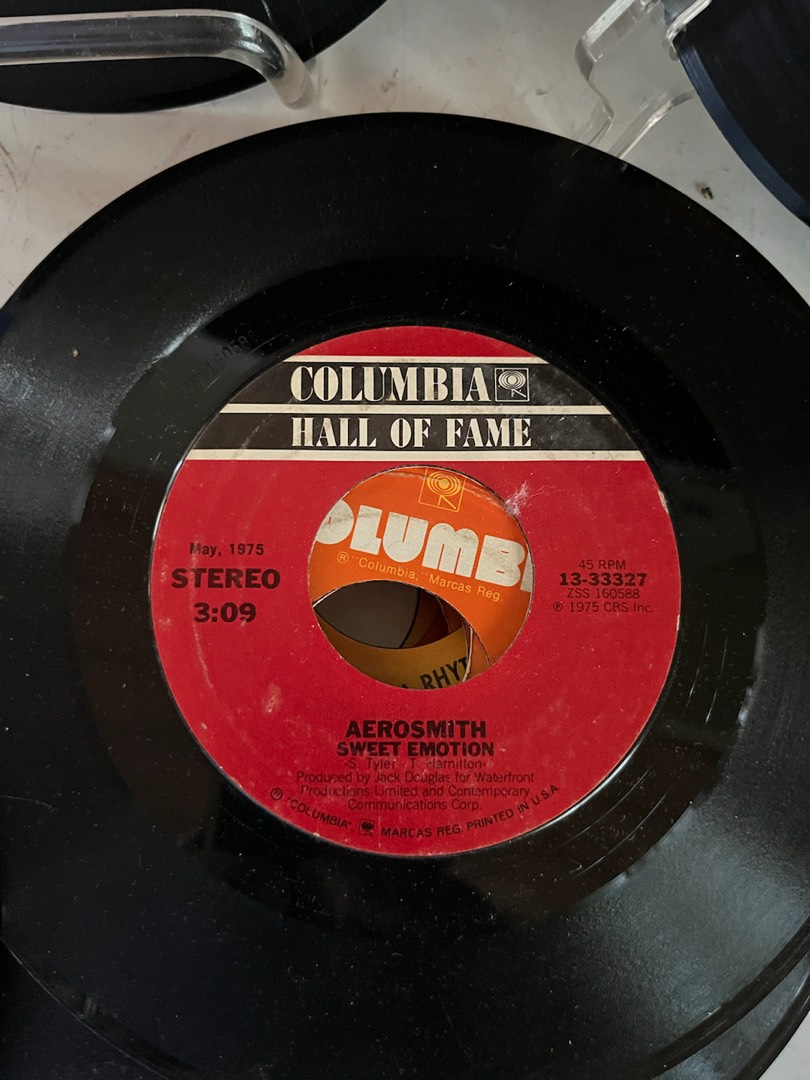 COLUMBIA
HALL OF FAME
OLUMB
® "Columbia," Marcas Reg.
RHYT
May, 1975
STEREO
3:09
45 RPM
13-33327
ZSS 160588
℗ 1975 CBS Inc.
AEROSMITH
SWEET EMOTION
-S. Tyler - T. Hamilton-
Produced by Jack Douglas for Waterfront
Productions Limited and Contemporary
Communications Corp.
® "COLUMBIA" MARCAS REG. PRINTED IN U.S.A.